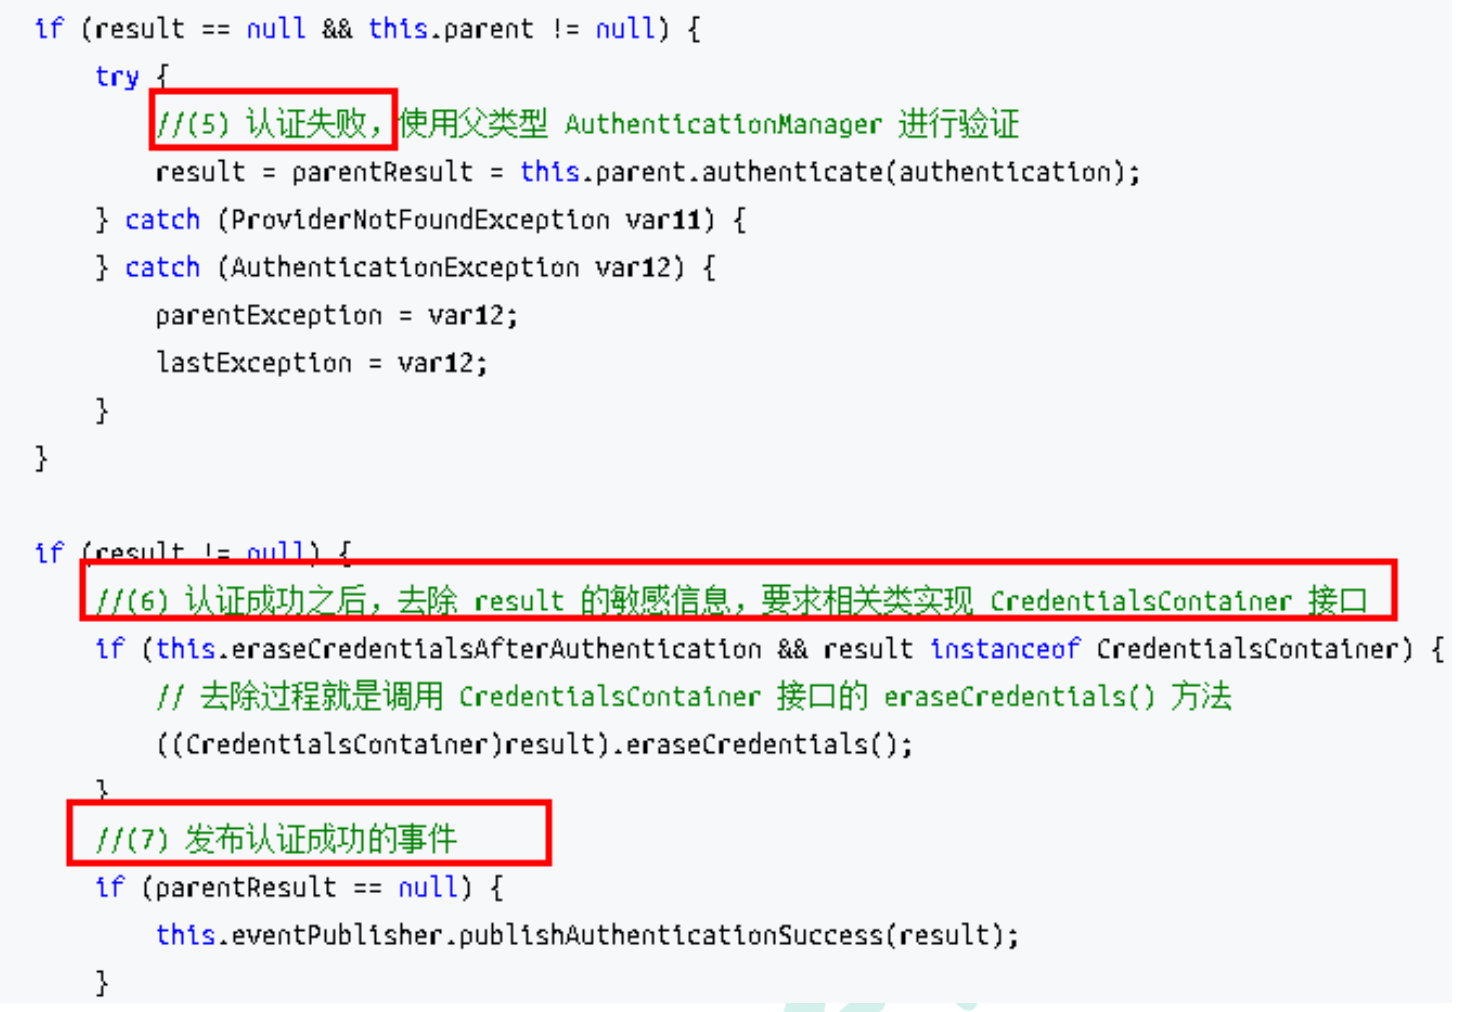 if (result == null && this.parent != null) {
try {
//(5) 认证失败，使用父类型 AuthenticationManager 进行验证
result = parentResult = this.parent.authenticate(authentication);
} catch (ProviderNotFoundException var11) {
} catch (AuthenticationException var12) {
parentException = var12;
lastException = var12;
}
}
if (result != null) {
//(6) 认证成功之后，去除 result 的敏感信息，要求相关类实现 CredentialsContainer 接口
if (this.eraseCredentialsAfterAuthentication && result instanceof CredentialsContainer) {
// 去除过程就是调用 CredentialsContainer 接口的 eraseCredentials() 方法
((CredentialsContainer)result).eraseCredentials();
}
//(7) 发布认证成功的事件
if (parentResult == null) {
this.eventPublisher.publishAuthenticationSuccess(result);
}